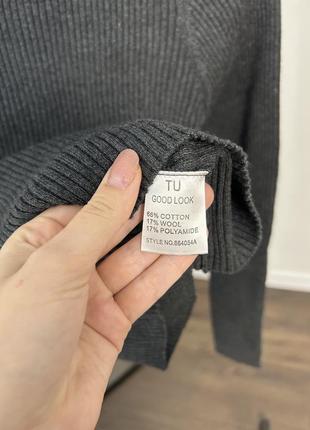 TU
GOOD LOOK
66% COTTON
17% WOOL
17% POLYAMIDE
STYLE NO.864054A